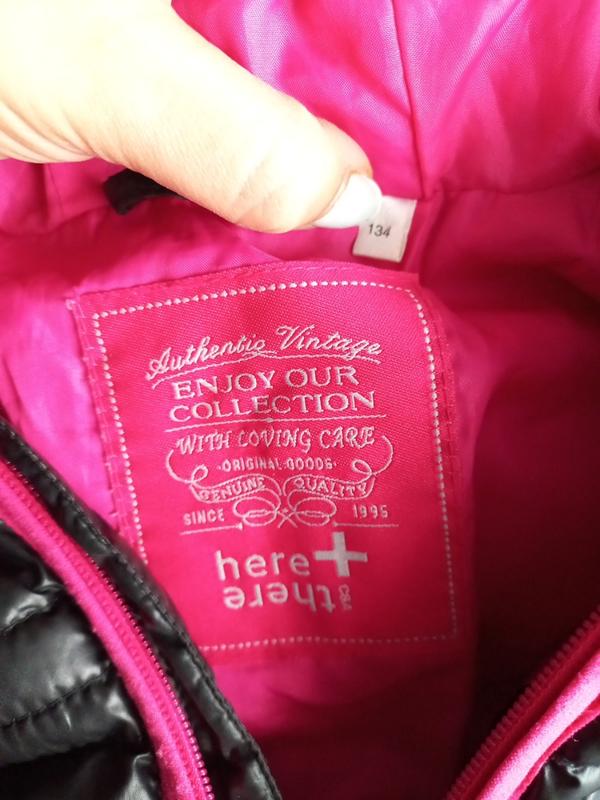 134
Authentic Vintage
ENJOY OUR
COLLECTION
WITH LOVING CARE
·ORIGINAL·GOODS·
GENUINE QUALITY
SINCE 1995
here+
there
C&A